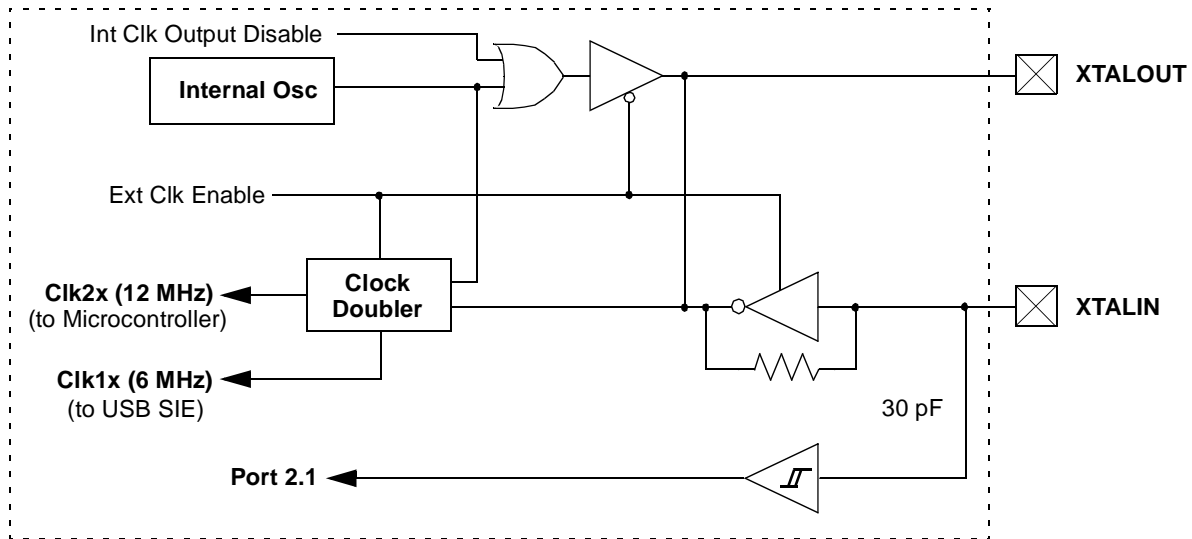 Int Clk Output Disable
Internal Osc
XTALOUT
Ext Clk Enable
Clock
Doubler
Clk2x (12 MHz)
(to Microcontroller)
XTALIN
Clk1x (6 MHz)
(to USB SIE)
30 pF
Port 2.1